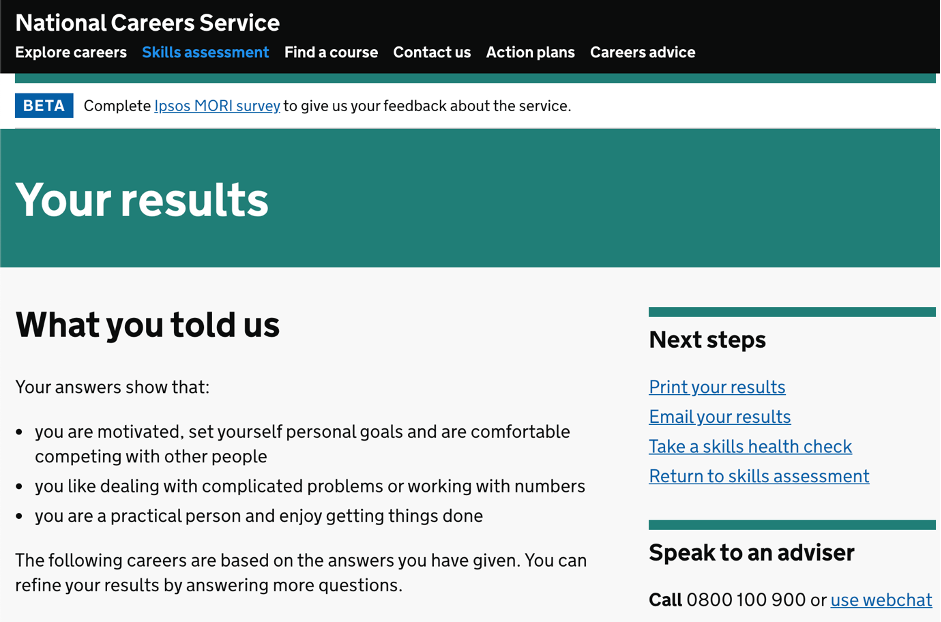 National Careers Service
Explore careers Skills assessment Find a course Contact us Action plans Careers advice
BETA Complete Ipsos MORI survey to give us your feedback about the service.
Your results
What you told us
Your answers show that:
• you are motivated, set yourself personal goals and are comfortable
competing with other people
• you like dealing with complicated problems or working with numbers
• you are a practical person and enjoy getting things done
The following careers are based on the answers you have given. You can
refine your results by answering more questions.
Next steps
Print your results
Email your results
Take a skills health check
Return to skills assessment
Speak to an adviser
Call 0800 100 900 or use webchat